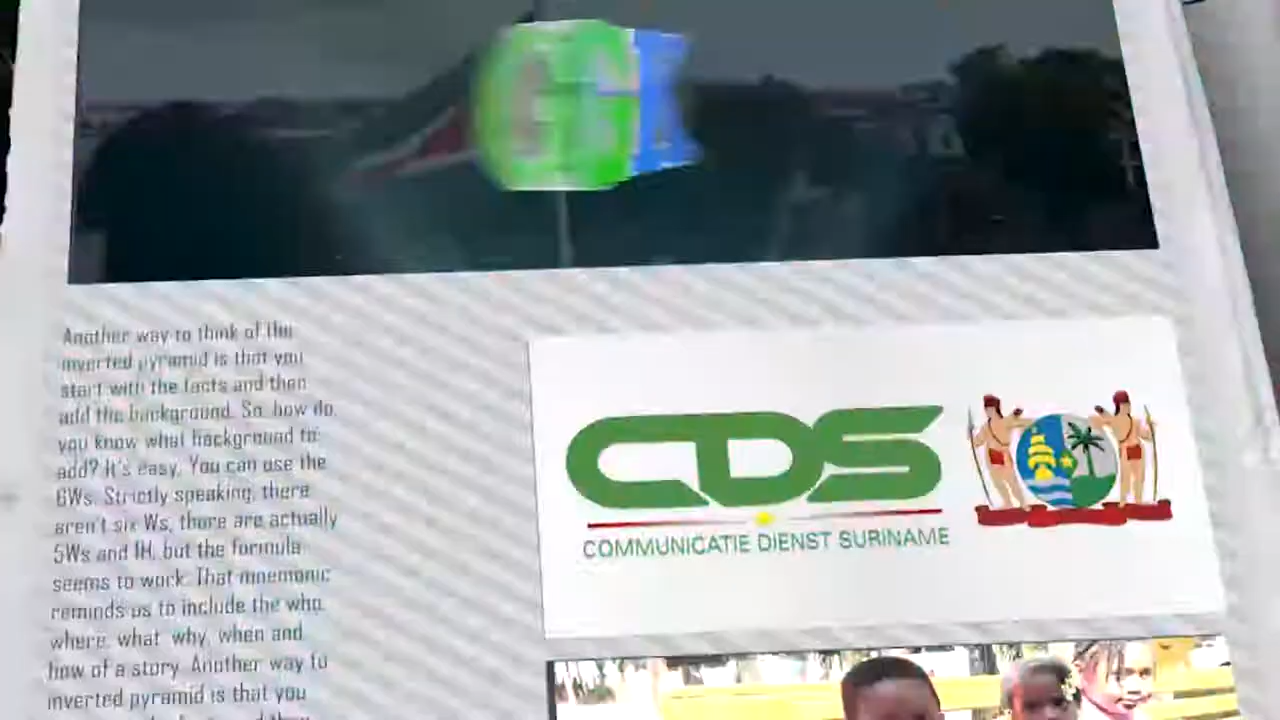 Another way to think of the
inverted pyramid is that you
start with the facts and then
add the background. So, how do
you know what background to
add? It's easy. You can use the
6Ws. Strictly speaking, there
aren't six Ws, there are actually
5Ws and 1H, but the formula
seems to work. That mnemonic
reminds us to include the who,
where, what, why, when and
how of a story. Another way to
inverted pyramid is that you
CDS
COMMUNICATIE DIENST SURINAME